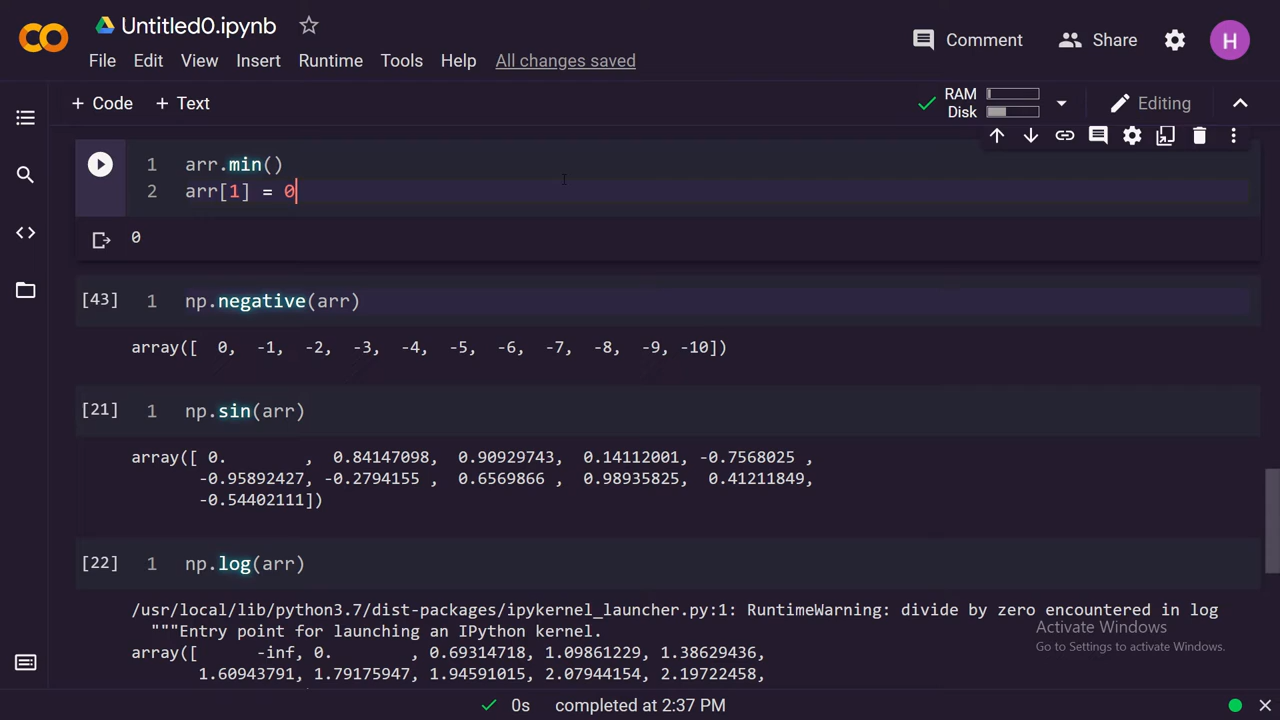 Untitled0.ipynb
File Edit View Insert Runtime Tools Help All changes saved
Comment Share H
+ Code + Text
RAM
Disk
Editing
1 arr.min()
2 arr[1] = 0
0
[43] 1 np.negative(arr)
array([  0,  -1,  -2,  -3,  -4,  -5,  -6,  -7,  -8,  -9, -10])
[21] 1 np.sin(arr)
array([ 0.        ,  0.84147098,  0.90929743,  0.14112001, -0.7568025 ,
-0.95892427, -0.2794155 ,  0.6569866 ,  0.98935825,  0.41211849,
-0.54402111])
[22] 1 np.log(arr)
/usr/local/lib/python3.7/dist-packages/ipykernel_launcher.py:1: RuntimeWarning: divide by zero encountered in log
"""Entry point for launching an IPython kernel.
array([      -inf, 0.        , 0.69314718, 1.09861229, 1.38629436,
1.60943791, 1.79175947, 1.94591015, 2.07944154, 2.19722458,
Activate Windows
Go to Settings to activate Windows.
0s completed at 2:37 PM